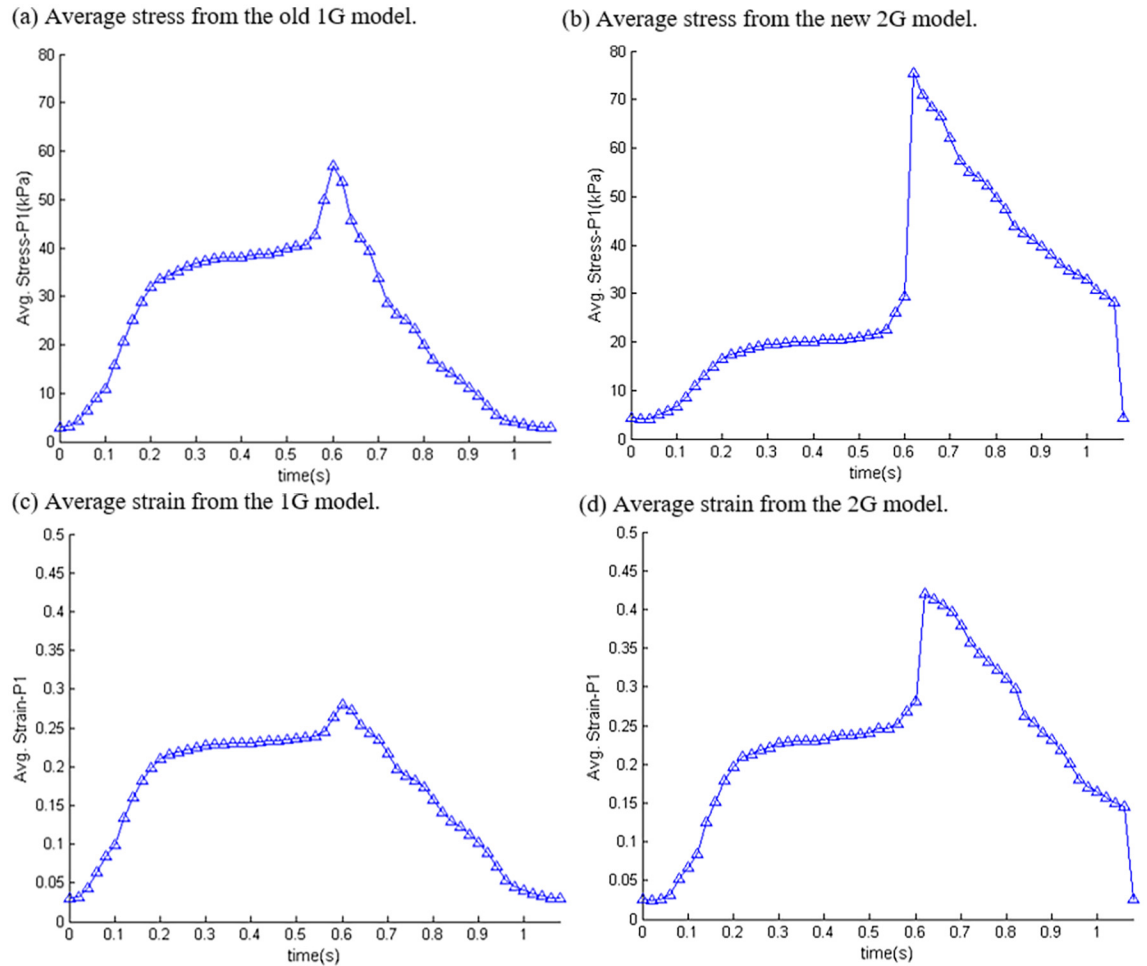 (a) Average stress from the old 1G model.
80
70
60
50
40
30
20
10
0
Avg. Stress-P1(kPa)
0 0.1 0.2 0.3 0.4 0.5 0.6 0.7 0.8 0.9 1
time(s)
(b) Average stress from the new 2G model.
80
70
60
50
40
30
20
10
0
Avg. Stress-P1(kPa)
0 0.1 0.2 0.3 0.4 0.5 0.6 0.7 0.8 0.9 1
time(s)
(c) Average strain from the 1G model.
0.5
0.45
0.4
0.35
0.3
0.25
0.2
0.15
0.1
0.05
0
Avg. Strain-P1
0 0.1 0.2 0.3 0.4 0.5 0.6 0.7 0.8 0.9 1
time(s)
(d) Average strain from the 2G model.
0.5
0.45
0.4
0.35
0.3
0.25
0.2
0.15
0.1
0.05
0
Avg. Strain-P1
0 0.1 0.2 0.3 0.4 0.5 0.6 0.7 0.8 0.9 1
time(s)